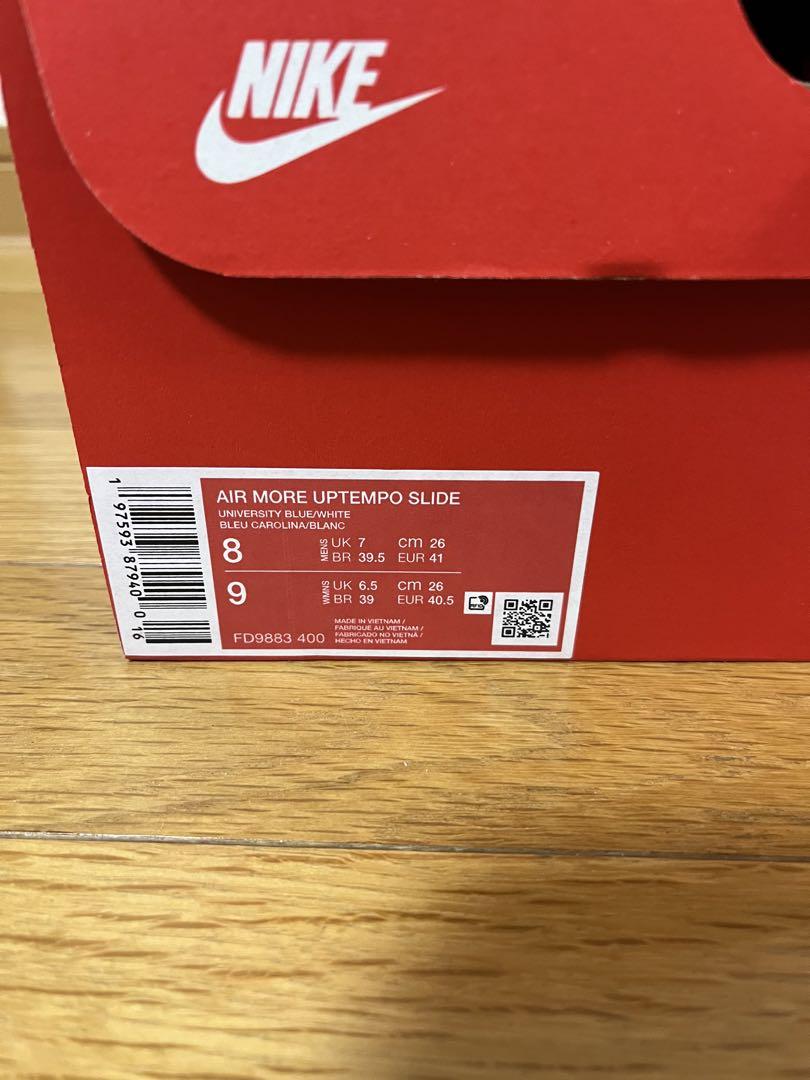 NIKE
AIR MORE UPTEMPO SLIDE
UNIVERSITY BLUE/WHITE
BLEU CAROLINA/BLANC
8 MENS UK 7 cm 26
BR 39.5 EUR 41
9 WMNS UK 6.5 cm 26
BR 39 EUR 40.5
MADE IN VIETNAM /
FABRIQUÉ AU VIETNAM /
FABRICADO NO VIETNÃ /
HECHO EN VIETNAM
FD9883 400
1 97593 87940 0 16